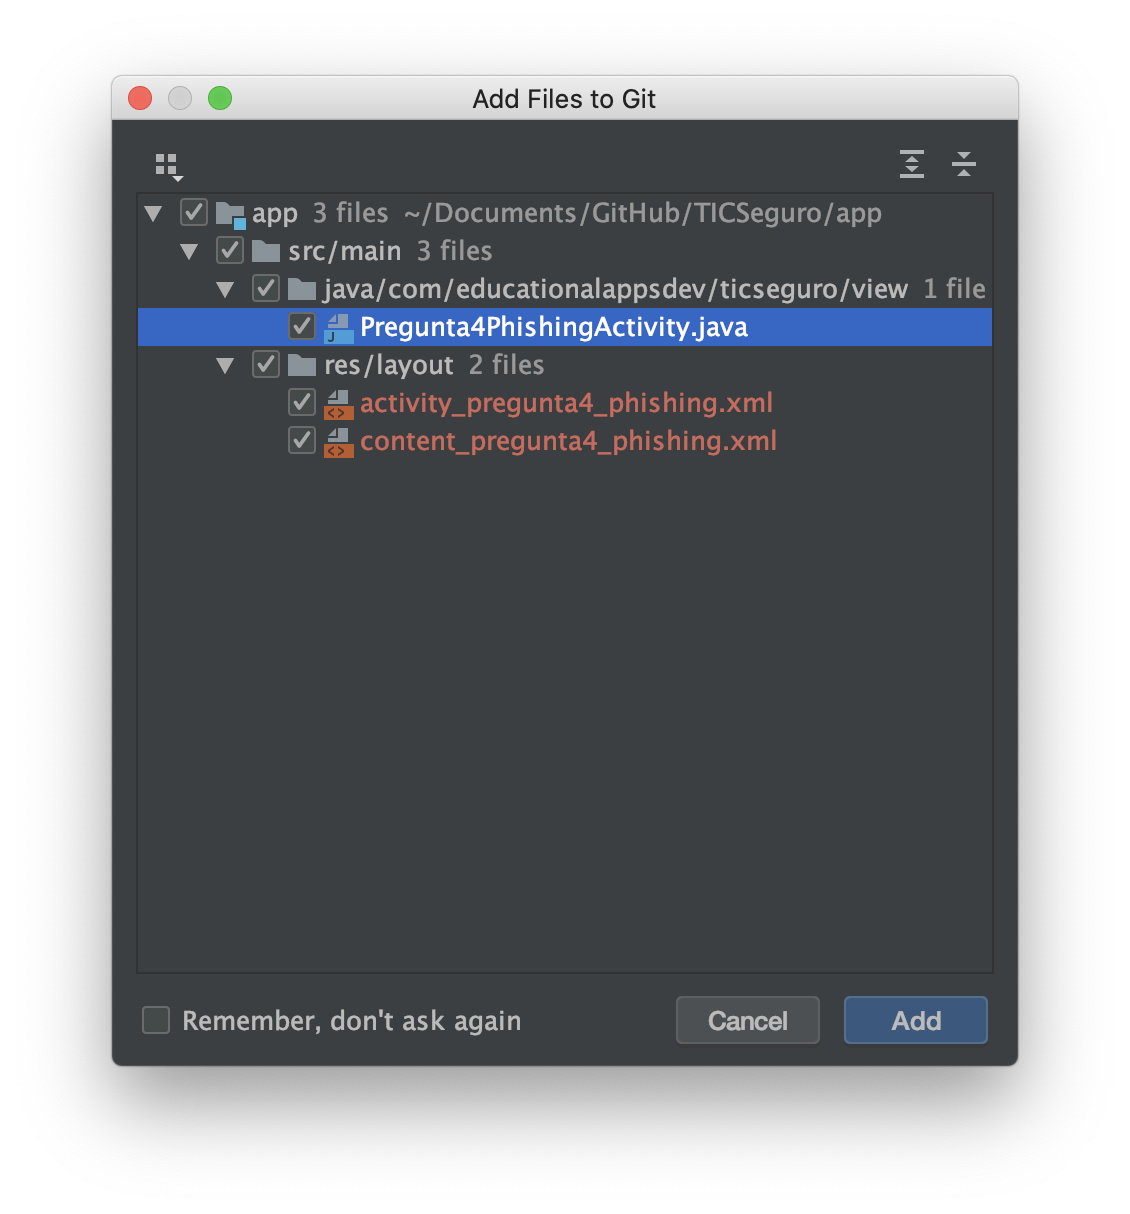 Add Files to Git
app 3 files ~/Documents/GitHub/TICSeguro/app
src/main 3 files
java/com/educationalappsdev/ticseguro/view 1 file
Pregunta4PhishingActivity.java
res/layout 2 files
activity_pregunta4_phishing.xml
content_pregunta4_phishing.xml
Remember, don't ask again Cancel Add